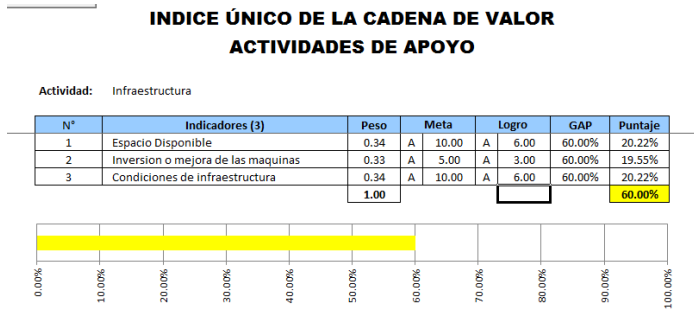 INDICE ÚNICO DE LA CADENA DE VALOR
ACTIVIDADES DE APOYO
Actividad: Infraestructura
N° Indicadores (3) Peso Meta Logro GAP Puntaje
1 Espacio Disponible 0.34 A 10.00 A 6.00 60.00% 20.22%
2 Inversion o mejora de las maquinas 0.33 A 5.00 A 3.00 60.00% 19.55%
3 Condiciones de infraestructura 0.34 A 10.00 A 6.00 60.00% 20.22%
1.00 60.00%
0.00% 10.00% 20.00% 30.00% 40.00% 50.00% 60.00% 70.00% 80.00% 90.00% 100.00%